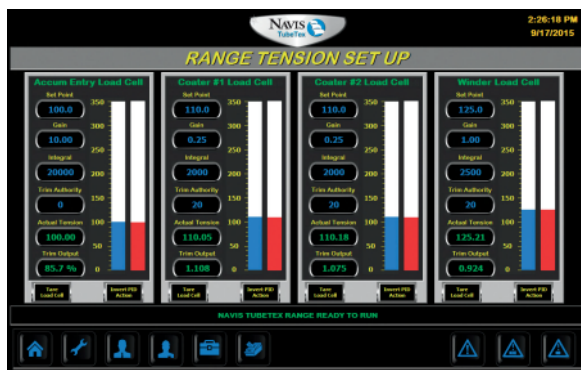 NAVIS
TubeTex
2:26:18 PM
9/17/2015
RANGE TENSION SET UP
Accum Entry Load Cell
Set Point
100.0
Gain
10.00
Integral
20000
Trim Authority
0
Actual Tension
100.00
Trim Output
85.7 %
350
300
250
200
150
100
50
0
Tare
Load Cell
Invert PID
Action
Coater #1 Load Cell
Set Point
110.0
Gain
0.25
Integral
2000
Trim Authority
20
Actual Tension
110.05
Trim Output
1.108
350
300
250
200
150
100
50
0
Tare
Load Cell
Invert PID
Action
Coater #2 Load Cell
Set Point
110.0
Gain
0.25
Integral
2000
Trim Authority
20
Actual Tension
110.18
Trim Output
1.075
350
300
250
200
150
100
50
0
Tare
Load Cell
Invert PID
Action
Winder Load Cell
Set Point
125.0
Gain
1.00
Integral
2500
Trim Authority
20
Actual Tension
125.21
Trim Output
0.924
350
300
250
200
150
100
50
0
Tare
Load Cell
Invert PID
Action
NAVIS TUBETEX RANGE READY TO RUN